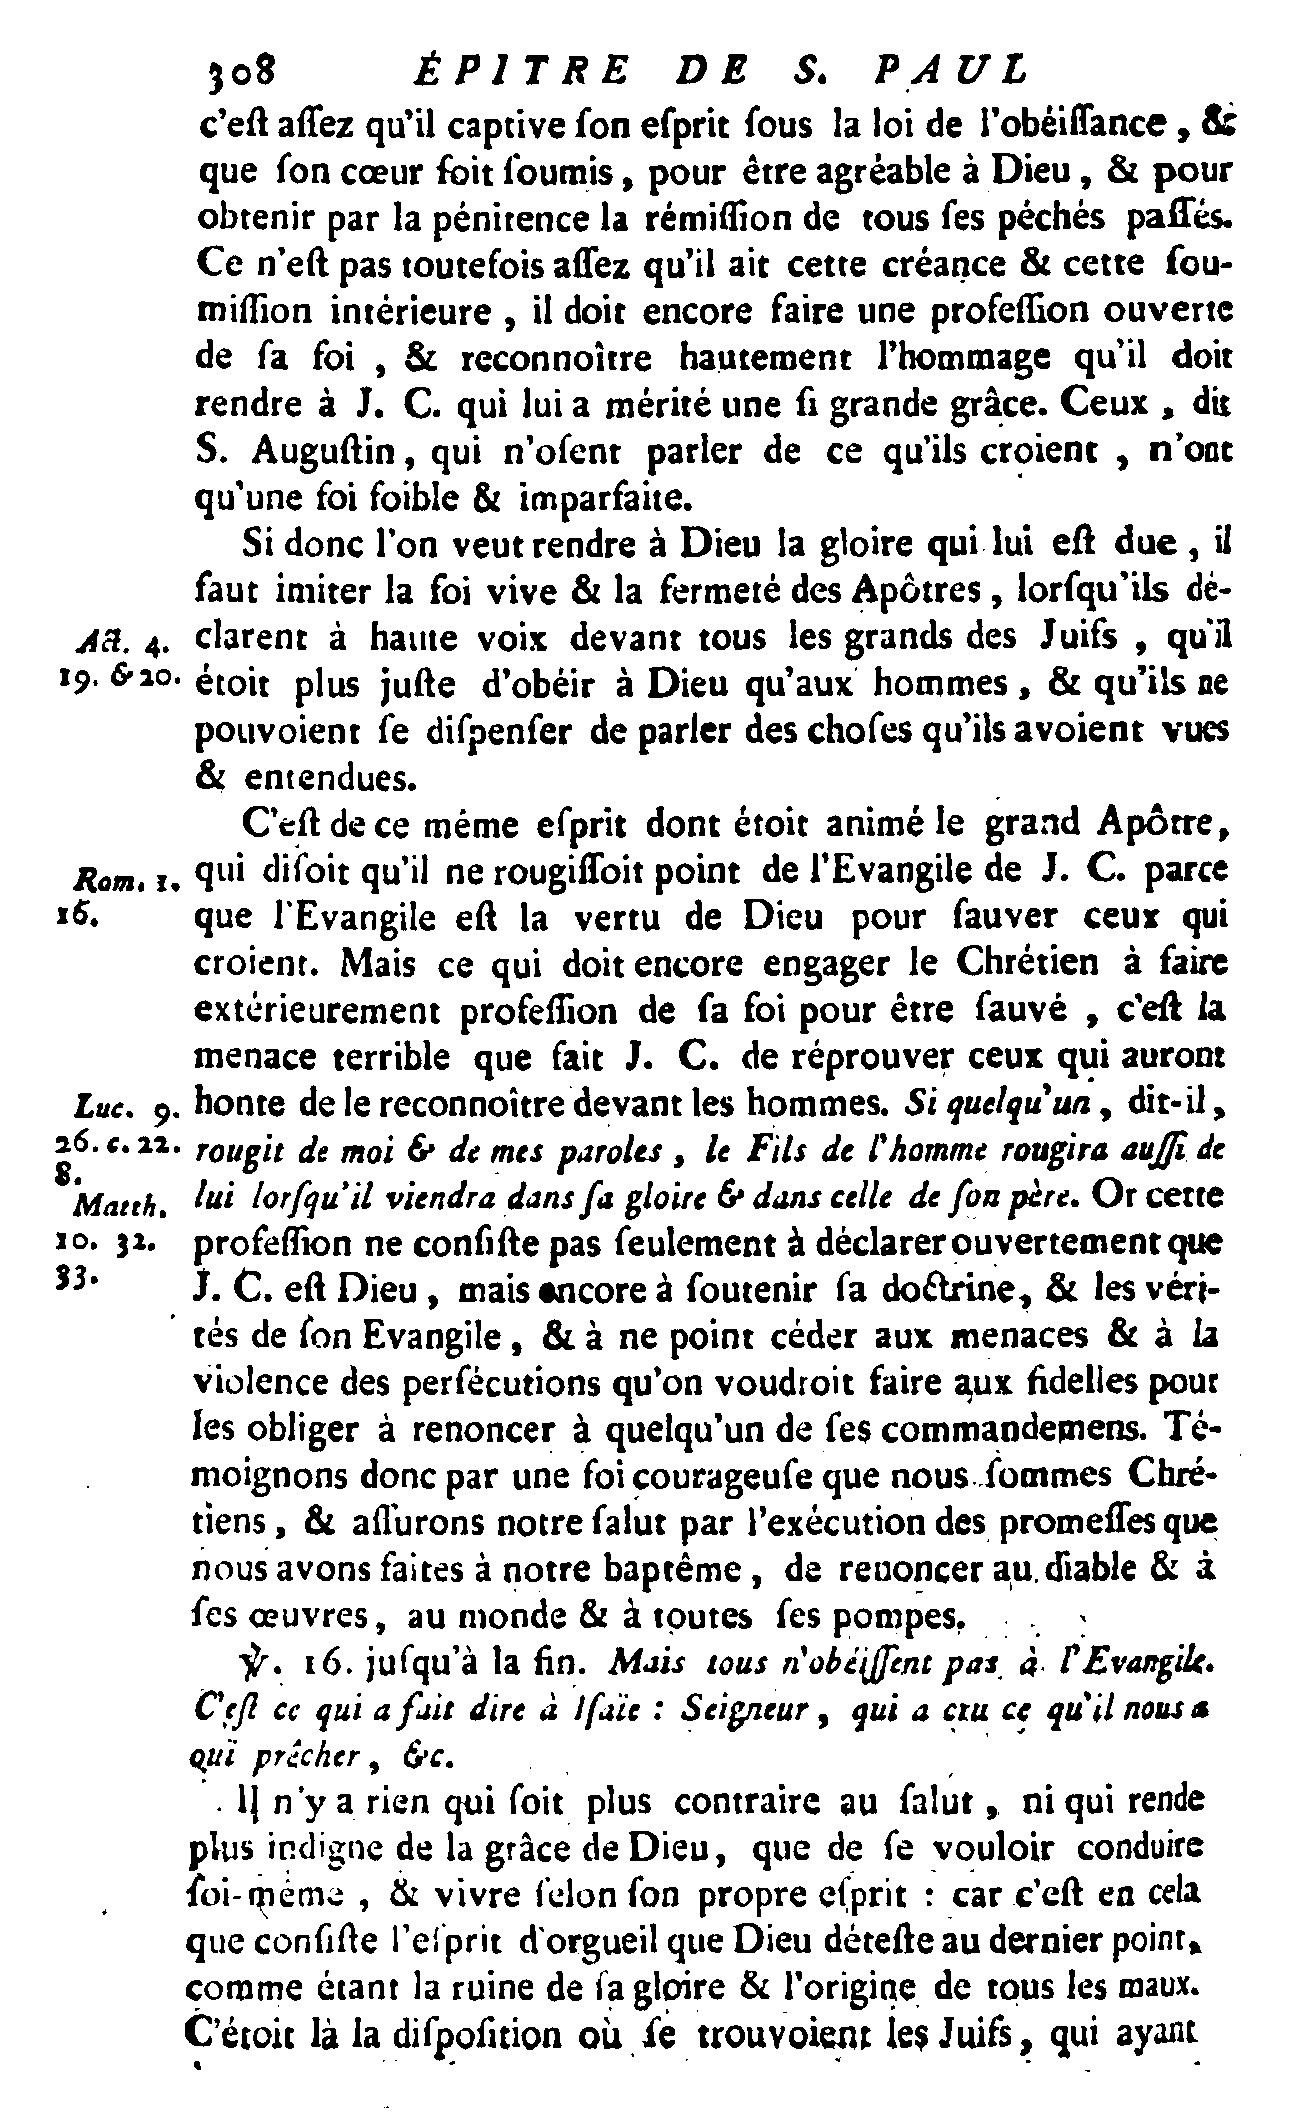 308 ÉPITRE DE S. PAUL
c'eſt aſſez qu'il captive ſon eſprit ſous la loi de l'obéiſſance, &
que ſon cœur ſoit ſoumis, pour être agréable à Dieu, & pour
obtenir par la pénitence la rémiſſion de tous ſes péchés paſſés.
Ce n'eſt pas toutefois aſſez qu'il ait cette créance & cette ſou-
miſſion intérieure, il doit encore faire une profeſſion ouverte
de ſa foi, & reconnoître hautement l'hommage qu'il doit
rendre à J. C. qui lui a mérité une ſi grande grâce. Ceux, dit
S. Auguſtin, qui n'oſent parler de ce qu'ils croient, n'ont
qu'une foi foible & imparfaite.
Si donc l'on veut rendre à Dieu la gloire qui lui eſt due, il
faut imiter la foi vive & la fermeté des Apôtres, lorſqu'ils dé-
Act. 4. clarent à haute voix devant tous les grands des Juifs, qu'il
19. & 20. étoit plus juſte d'obéir à Dieu qu'aux hommes, & qu'ils ne
pouvoient ſe diſpenſer de parler des choſes qu'ils avoient vues
& entendues.
C'eſt de ce même eſprit dont étoit animé le grand Apôtre,
Rom. 1. qui diſoit qu'il ne rougiſſoit point de l'Evangile de J. C. parce
16. que l'Evangile eſt la vertu de Dieu pour ſauver ceux qui
croient. Mais ce qui doit encore engager le Chrétien à faire
extérieurement profeſſion de ſa foi pour être ſauvé, c'eſt la
menace terrible que fait J. C. de réprouver ceux qui auront
Luc. 9. honte de le reconnoître devant les hommes. Si quelqu'un, dit-il,
26. c. 22. rougit de moi & de mes paroles, le Fils de l'homme rougira auſſi de
8.
Matth. lui lorſqu'il viendra dans ſa gloire & dans celle de ſon père. Or cette
10. 32. profeſſion ne conſiſte pas ſeulement à déclarer ouvertement que
33. J. C. eſt Dieu, mais encore à ſoutenir ſa doctrine, & les véri-
tés de ſon Evangile, & à ne point céder aux menaces & à la
violence des perſécutions qu'on voudroit faire aux fidelles pour
les obliger à renoncer à quelqu'un de ſes commandemens. Té-
moignons donc par une foi courageuſe que nous ſommes Chré-
tiens, & aſſurons notre ſalut par l'exécution des promeſſes que
nous avons faites à notre baptême, de renoncer au diable & à
ſes œuvres, au monde & à toutes ſes pompes.
℣. 16. juſqu'à la fin. Mais tous n'obéiſſent pas à l'Evangile.
C'eſt ce qui a fait dire à Iſaïe : Seigneur, qui a cru ce qu'il nous a
ouï prêcher, &c.
Il n'y a rien qui ſoit plus contraire au ſalut, ni qui rende
plus indigne de la grâce de Dieu, que de ſe vouloir conduire
ſoi-même, & vivre ſelon ſon propre eſprit : car c'eſt en cela
que conſiſte l'eſprit d'orgueil que Dieu déteſte au dernier point,
comme étant la ruine de ſa gloire & l'origine de tous les maux.
C'étoit là la diſpoſition où ſe trouvoient les Juifs, qui ayant